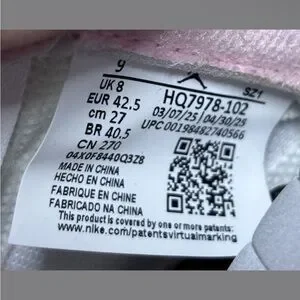 9 SZ1
UK 8 HQ7978-102
EUR 42.5 03/07/25 04/30/25
cm 27 UPC 00198482740566
BR 40.5
CN 270
04X0F8440Q3Z8
MADE IN CHINA
HECHO EN CHINA
FABRIQUE EN CHINE
FABRICADO NA CHINA
This product is covered by one or more
www.nike.com/patentsvirtualmarking